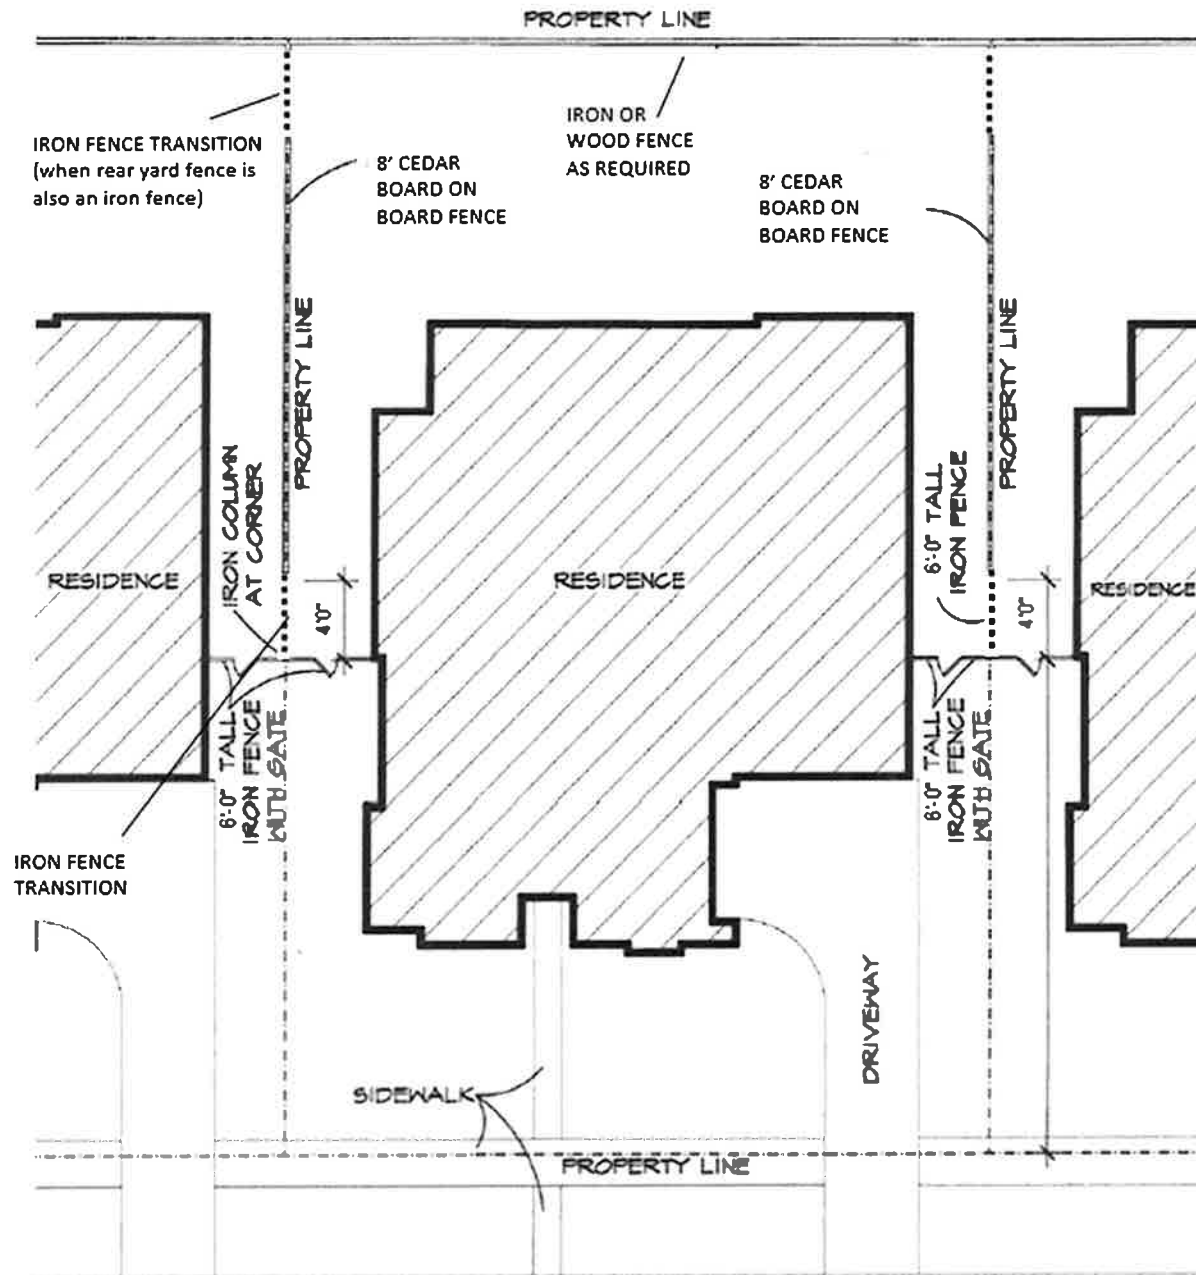 PROPERTY LINE
IRON FENCE TRANSITION
(when rear yard fence is
also an iron fence)
8' CEDAR
BOARD ON
BOARD FENCE
IRON OR
WOOD FENCE
AS REQUIRED
8' CEDAR
BOARD ON
BOARD FENCE
PROPERTY LINE
PROPERTY LINE
IRON COLUMN
AT CORNER
6'-0" TALL
IRON FENCE
RESIDENCE
RESIDENCE
RESIDENCE
4'0"
4'0"
6'-0" TALL
IRON FENCE
WITH GATE
6'-0" TALL
IRON FENCE
WITH GATE
IRON FENCE
TRANSITION
DRIVEWAY
SIDEWALK
PROPERTY LINE